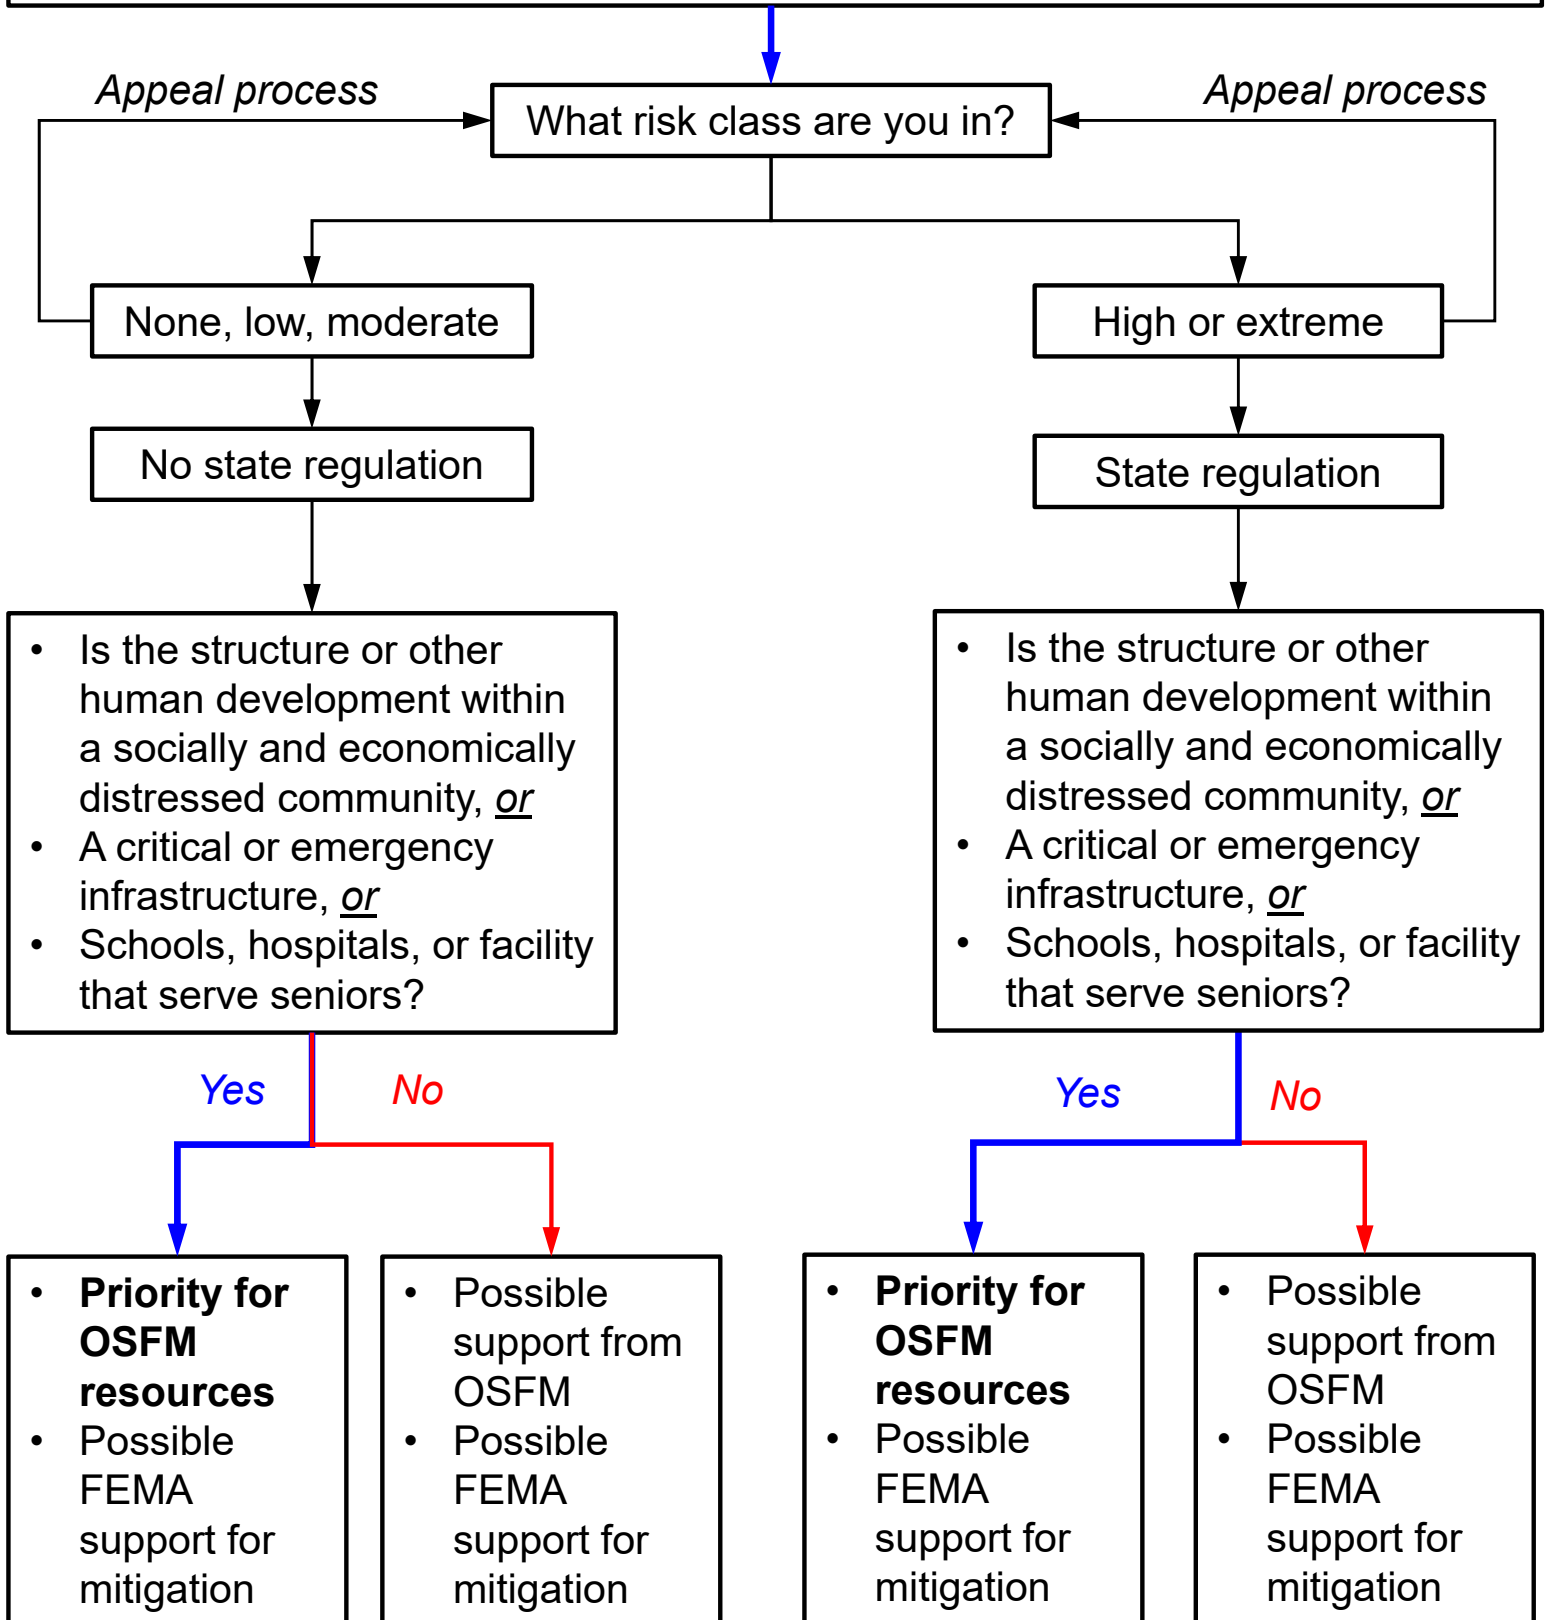 Appeal process
Appeal process
What risk class are you in?
None, low, moderate
High or extreme
No state regulation
State regulation
• Is the structure or other
human development within
a socially and economically
distressed community, or
• A critical or emergency
infrastructure, or
• Schools, hospitals, or facility
that serve seniors?
• Is the structure or other
human development within
a socially and economically
distressed community, or
• A critical or emergency
infrastructure, or
• Schools, hospitals, or facility
that serve seniors?
Yes
No
Yes
No
• Priority for
OSFM
resources
• Possible
FEMA
support for
mitigation
• Possible
support from
OSFM
• Possible
FEMA
support for
mitigation
• Priority for
OSFM
resources
• Possible
FEMA
support for
mitigation
• Possible
support from
OSFM
• Possible
FEMA
support for
mitigation